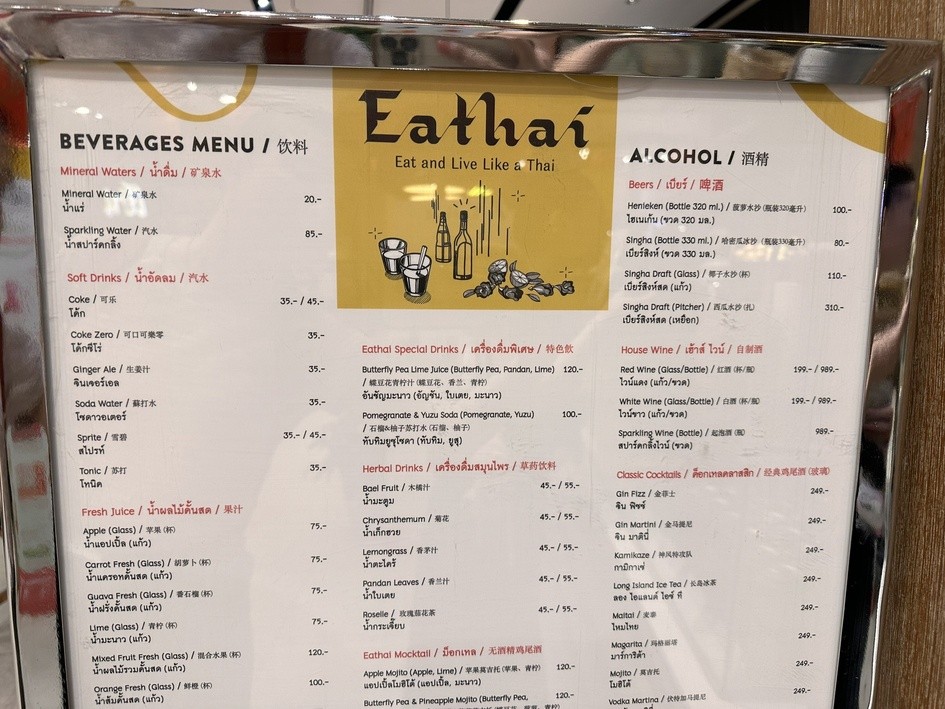 Eathai
Eat and Live Like a Thai
BEVERAGES MENU / 饮料
Mineral Waters / น้ำดื่ม / 矿泉水
Mineral Water / 矿泉水 20.-
น้ำแร่
Sparkling Water / 汽水 85.-
น้ำสปาร์คกลิ้ง
Soft Drinks / น้ำอัดลม / 汽水
Coke / 可乐 35.- / 45.-
โค้ก
Coke Zero / 可口可樂零 35.-
โค้กซีโร่
Ginger Ale / 生姜汁 35.-
จินเจอร์เอล
Soda Water / 蘇打水 35.-
โซดาวอเตอร์
Sprite / 雪碧 35.- / 45.-
สไปรท์
Tonic / 苏打 35.-
โทนิค
Fresh Juice / น้ำผลไม้คั้นสด / 果汁
Apple (Glass) / 苹果 (杯) 75.-
น้ำแอปเปิ้ล (แก้ว)
Carrot Fresh (Glass) / 胡萝卜 (杯) 75.-
น้ำแครอทคั้นสด (แก้ว)
Guava Fresh (Glass) / 番石榴 (杯) 75.-
น้ำฝรั่งคั้นสด (แก้ว)
Lime (Glass) / 青柠 (杯) 75.-
น้ำมะนาว (แก้ว)
Mixed Fruit Fresh (Glass) / 混合水果(杯) 120.-
น้ำผลไม้รวมคั้นสด (แก้ว)
Orange Fresh (Glass) / 鲜橙 (杯) 100.-
น้ำส้มคั้นสด (แก้ว)
Eathai Special Drinks / เครื่องดื่มพิเศษ / 特色飲
Butterfly Pea Lime Juice (Butterfly Pea, Pandan, Lime) 120.-
/ 蝶豆花青柠汁 (蝶豆花、香兰、青柠)
อันชัญมะนาว (อัญชัน, ใบเตย, มะนาว)
Pomegranate & Yuzu Soda (Pomegranate, Yuzu) 100.-
/ 石榴&柚子苏打水 (石榴、柚子)
ทับทิมยูซุโซดา (ทับทิม, ยูสุ)
Herbal Drinks / เครื่องดื่มสมุนไพร / 草药饮料
Bael Fruit / 木橘汁 45.- / 55.-
น้ำมะตูม
Chrysanthemum / 菊花 45.- / 55.-
น้ำเก็กฮวย
Lemongrass / 香茅汁 45.- / 55.-
น้ำตะไคร้
Pandan Leaves / 香兰汁 45.- / 55.-
น้ำใบเตย
Roselle / 玫瑰茄花茶 45.- / 55.-
น้ำกระเจี๊ยบ
Eathai Mocktail / ม็อกเทล / 无酒精鸡尾酒
Apple Mojito (Apple, Lime) / 苹果莫吉托 (苹果、青柠) 120.-
แอปเปิ้ลโมฮิโต้ (แอปเปิ้ล, มะนาว)
Butterfly Pea & Pineapple Mojito (Butterfly Pea, 120.-
ALCOHOL / 酒精
Beers / เบียร์ / 啤酒
Henieken (Bottle 320 ml.) / 菠萝水沙 (瓶装320毫升) 100.-
ไฮเนเก้น (ขวด 320 มล.)
Singha (Bottle 330 ml.) / 哈密瓜冰沙 (瓶装330毫升) 80.-
เบียร์สิงห์ (ขวด 330 มล.)
Singha Draft (Glass) / 椰子水沙 (杯) 110.-
เบียร์สิงห์สด (แก้ว)
Singha Draft (Pitcher) / 西瓜水沙 (扎) 310.-
เบียร์สิงห์สด (เหยือก)
House Wine / เฮ้าส์ ไวน์ / 自制酒
Red Wine (Glass/Bottle) / 红酒 (杯/瓶) 199.- / 989.-
ไวน์แดง (แก้ว/ขวด)
White Wine (Glass/Bottle) / 白酒 (杯/瓶) 199.- / 989.-
ไวน์ขาว (แก้ว/ขวด)
Sparkling Wine (Bottle) / 起泡酒 (瓶) 989.-
สปาร์คกลิ้งไวน์ (ขวด)
Classic Cocktails / ค็อกเทลคลาสสิก / 经典鸡尾酒 (玻璃)
Gin Fizz / 金菲士 249.-
จิน ฟิซซ์
Gin Martini / 金马提尼 249.-
จิน มาตินี่
Kamikaze / 神风特攻队 249.-
กามิกาเซ่
Long Island Ice Tea / 长岛冰茶 249.-
ลอง ไอแลนด์ ไอซ์ ที
Maitai / 麦泰 249.-
ไหมไทย
Magarita / 玛格丽塔 249.-
มาร์การิต้า
Mojito / 莫吉托 249.-
โมฮิโต้
Vodka Martina / 伏特加马提尼 249.-